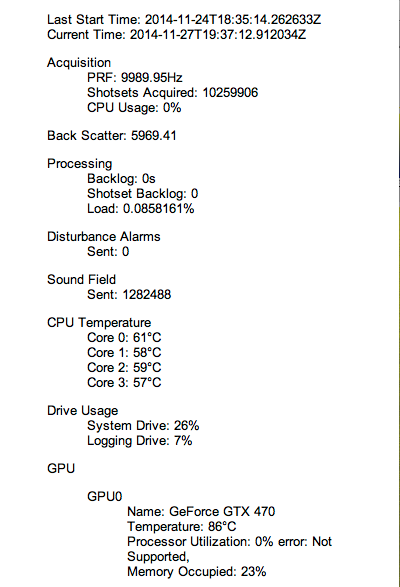 Last Start Time: 2014-11-24T18:35:14.262633Z
Current Time: 2014-11-27T19:37:12.912034Z
Acquisition
PRF: 9989.95Hz
Shotsets Acquired: 10259906
CPU Usage: 0%
Back Scatter: 5969.41
Processing
Backlog: 0s
Shotset Backlog: 0
Load: 0.0858161%
Disturbance Alarms
Sent: 0
Sound Field
Sent: 1282488
CPU Temperature
Core 0: 61°C
Core 1: 58°C
Core 2: 59°C
Core 3: 57°C
Drive Usage
System Drive: 26%
Logging Drive: 7%
GPU
GPU0
Name: GeForce GTX 470
Temperature: 86°C
Processor Utilization: 0% error: Not
Supported,
Memory Occupied: 23%